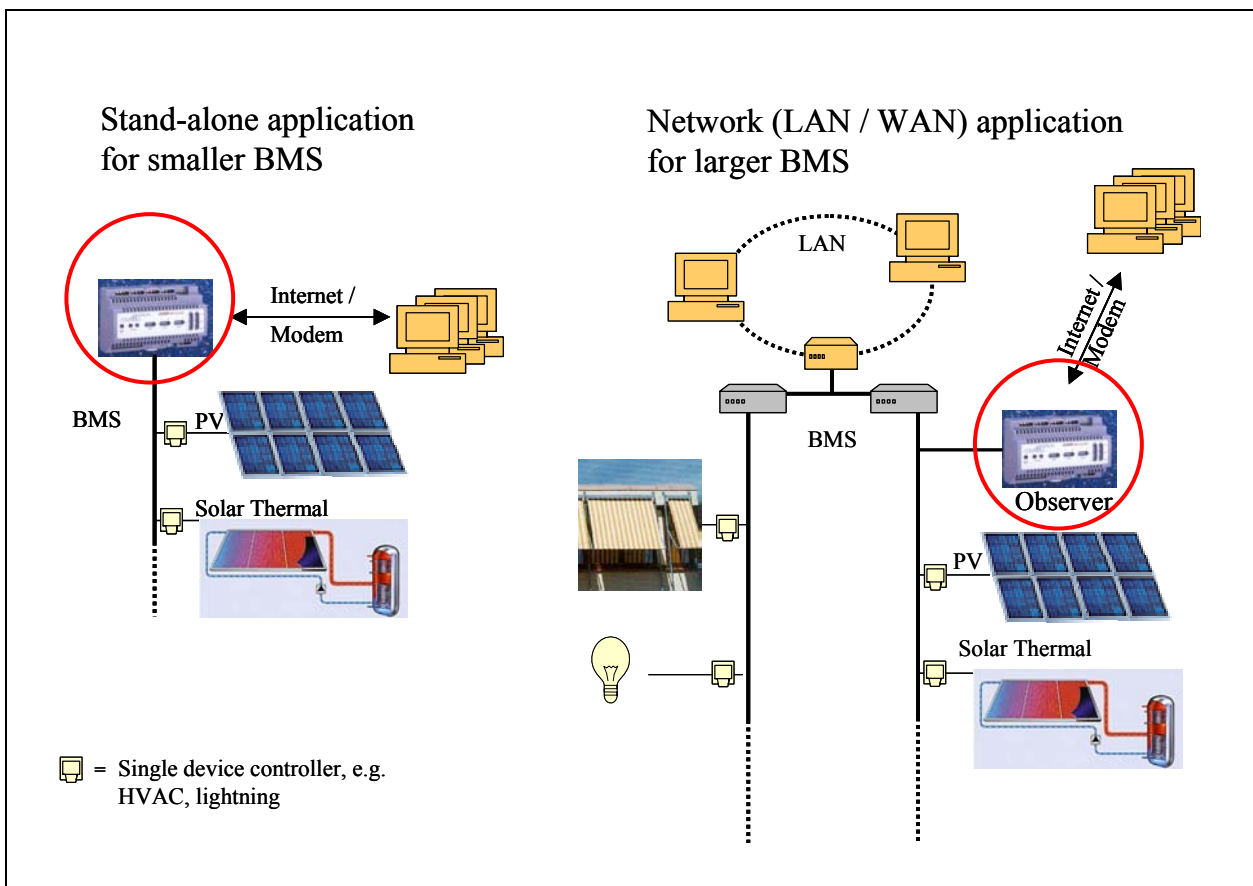 Stand-alone application
for smaller BMS
Internet /
Modem
BMS
PV
Solar Thermal
Network (LAN / WAN) application
for larger BMS
LAN
Internet /
Modem
BMS
Observer
PV
Solar Thermal
= Single device controller, e.g.
HVAC, lightning